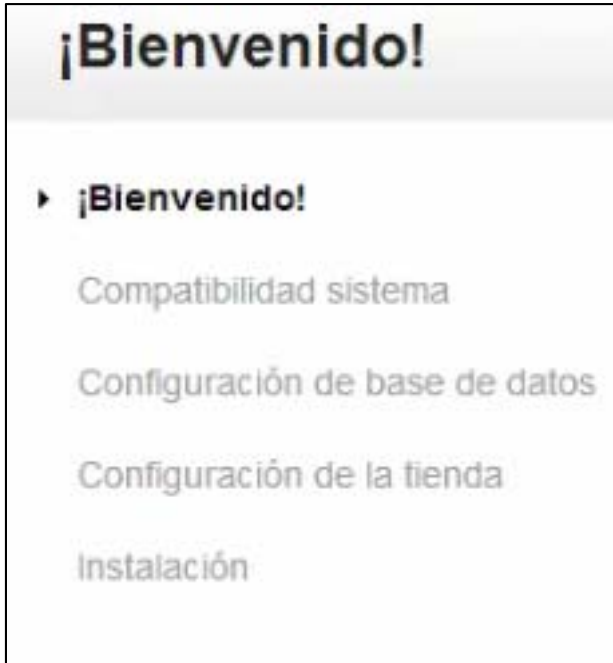 ¡Bienvenido!
¡Bienvenido!
Compatibilidad sistema
Configuración de base de datos
Configuración de la tienda
Instalación